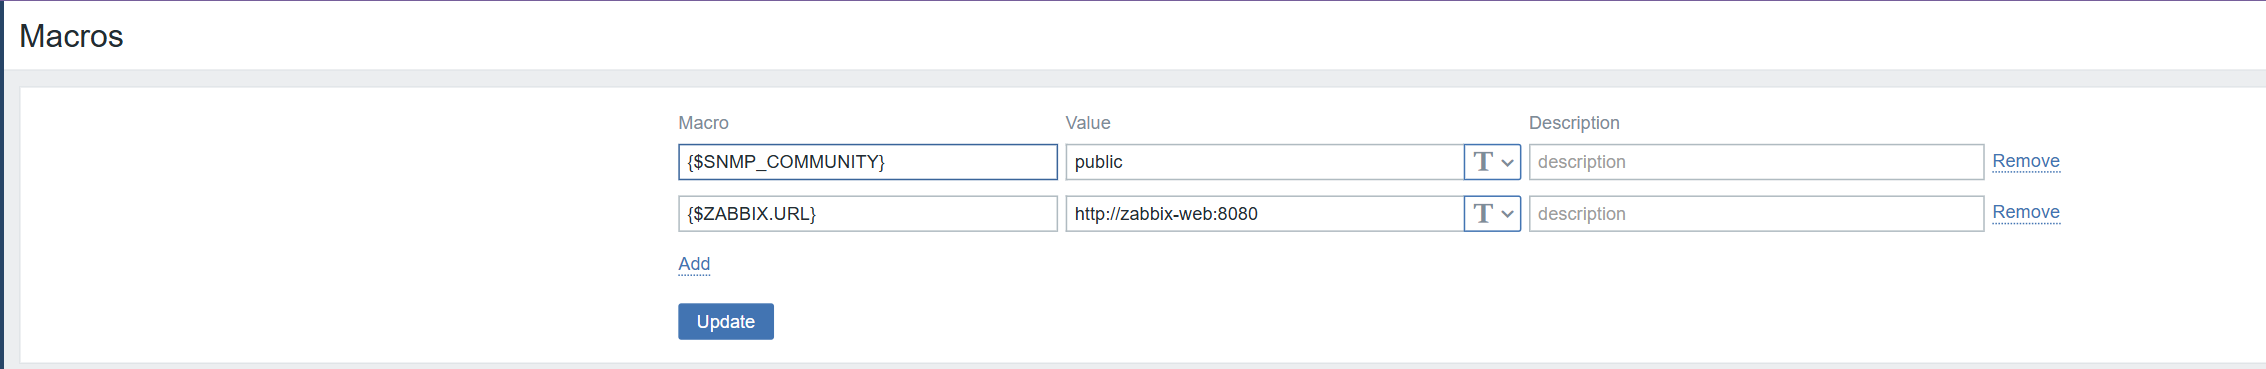 Macros
Macro Value Description
{$SNMP_COMMUNITY} public T description Remove
{$ZABBIX.URL} http://zabbix-web:8080 T description Remove
Add
Update